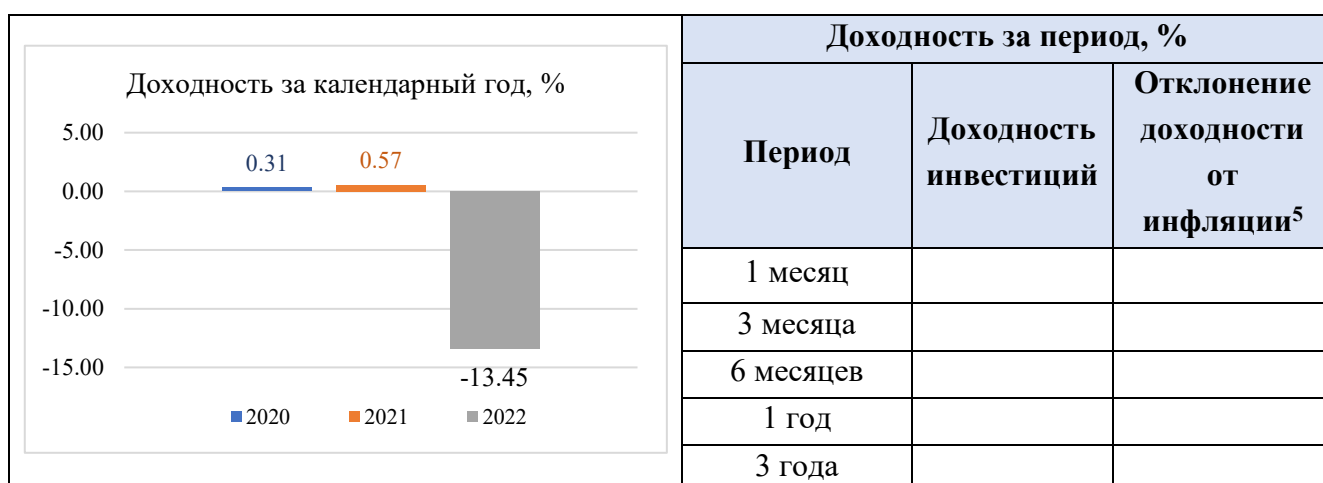 Доходность за календарный год, %
5.00
0.00
-5.00
-10.00
-15.00
0.31
0.57
-13.45
2020 2021 2022
Доходность за период, %
Период
Доходность
инвестиций
Отклонение
доходности
от
инфляции⁵
1 месяц
3 месяца
6 месяцев
1 год
3 года